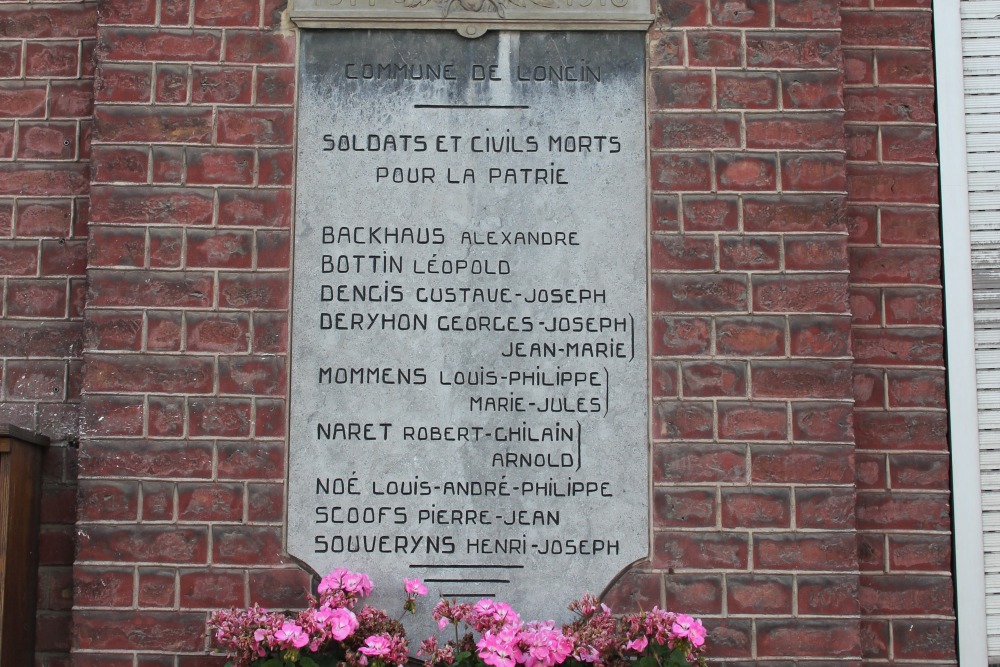 COMMUNE DE LONGIN
SOLDATS ET CIVILS MORTS
POUR LA PATRIE
BACKHAUS ALEXANDRE
BOTTIN LÉOPOLD
DENGIS GUSTAVE-JOSEPH
DERYHON GEORGES-JOSEPH
JEAN-MARIE
MOMMENS LOUIS-PHILIPPE
MARIE-JULES
NARET ROBERT-GHILAIN
ARNOLD
NOÉ LOUIS-ANDRÉ-PHILIPPE
SCOOFS PIERRE-JEAN
SOUVERYNS HENRI-JOSEPH